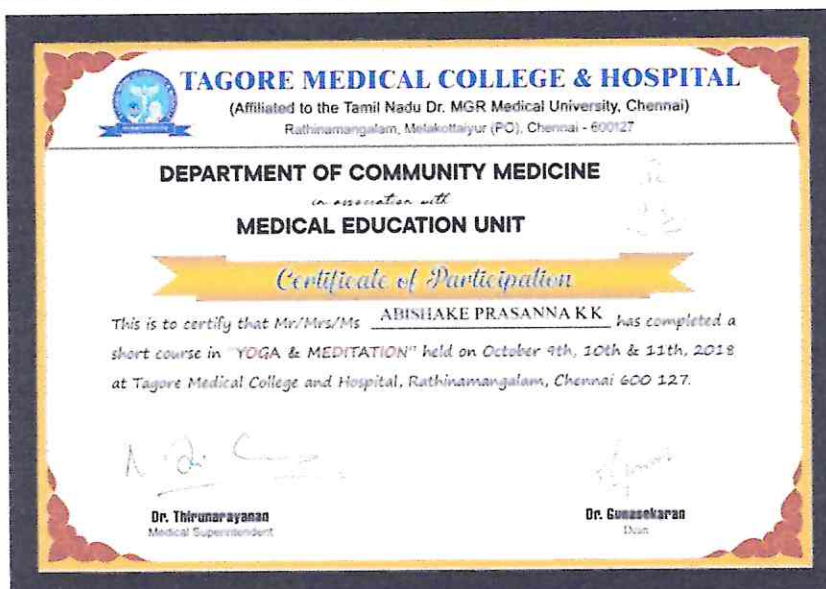 TAGORE MEDICAL COLLEGE & HOSPITAL
(Affiliated to the Tamil Nadu Dr. MGR Medical University, Chennai)
Rathinamangalam, Melakottaiyur (PO), Chennai - 600127
DEPARTMENT OF COMMUNITY MEDICINE
in association with
MEDICAL EDUCATION UNIT
Certificate of Participation
This is to certify that Mr/Mrs/Ms ABISHAKE PRASANNA K K has completed a
short course in "YOGA & MEDITATION" held on October 9th, 10th & 11th, 2018
at Tagore Medical College and Hospital, Rathinamangalam, Chennai 600 127.
Dr. Thirunarayanan
Medical Superintendent
Dr. Gunasekaran
Dean